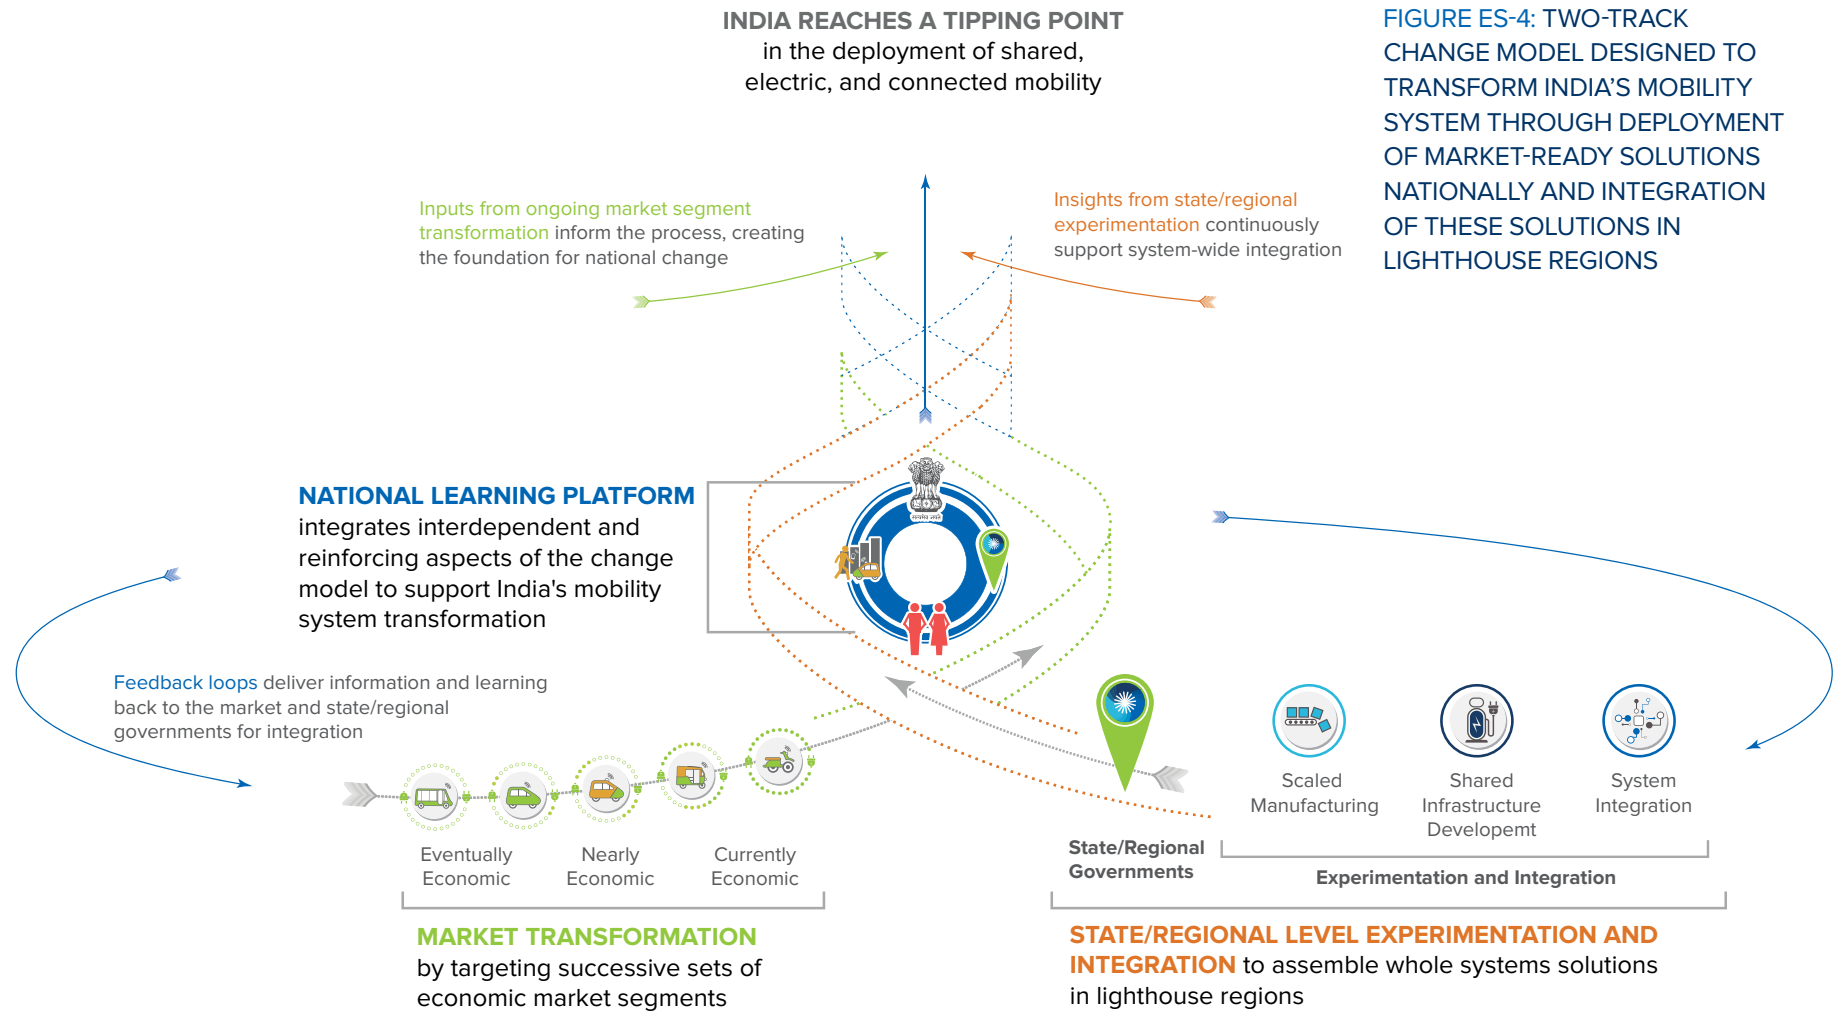 INDIA REACHES A TIPPING POINT
in the deployment of shared,
electric, and connected mobility
FIGURE ES-4: TWO-TRACK
CHANGE MODEL DESIGNED TO
TRANSFORM INDIA’S MOBILITY
SYSTEM THROUGH DEPLOYMENT
OF MARKET-READY SOLUTIONS
NATIONALLY AND INTEGRATION
OF THESE SOLUTIONS IN
LIGHTHOUSE REGIONS
Inputs from ongoing market segment
transformation inform the process, creating
the foundation for national change
Insights from state/regional
experimentation continuously
support system-wide integration
NATIONAL LEARNING PLATFORM
integrates interdependent and
reinforcing aspects of the change
model to support India's mobility
system transformation
सत्यमेव जयते
Feedback loops deliver information and learning
back to the market and state/regional
governments for integration
Eventually
Economic
Nearly
Economic
Currently
Economic
MARKET TRANSFORMATION
by targeting successive sets of
economic market segments
Scaled
Manufacturing
Shared
Infrastructure
Developemt
System
Integration
State/Regional
Governments
Experimentation and Integration
STATE/REGIONAL LEVEL EXPERIMENTATION AND
INTEGRATION to assemble whole systems solutions
in lighthouse regions